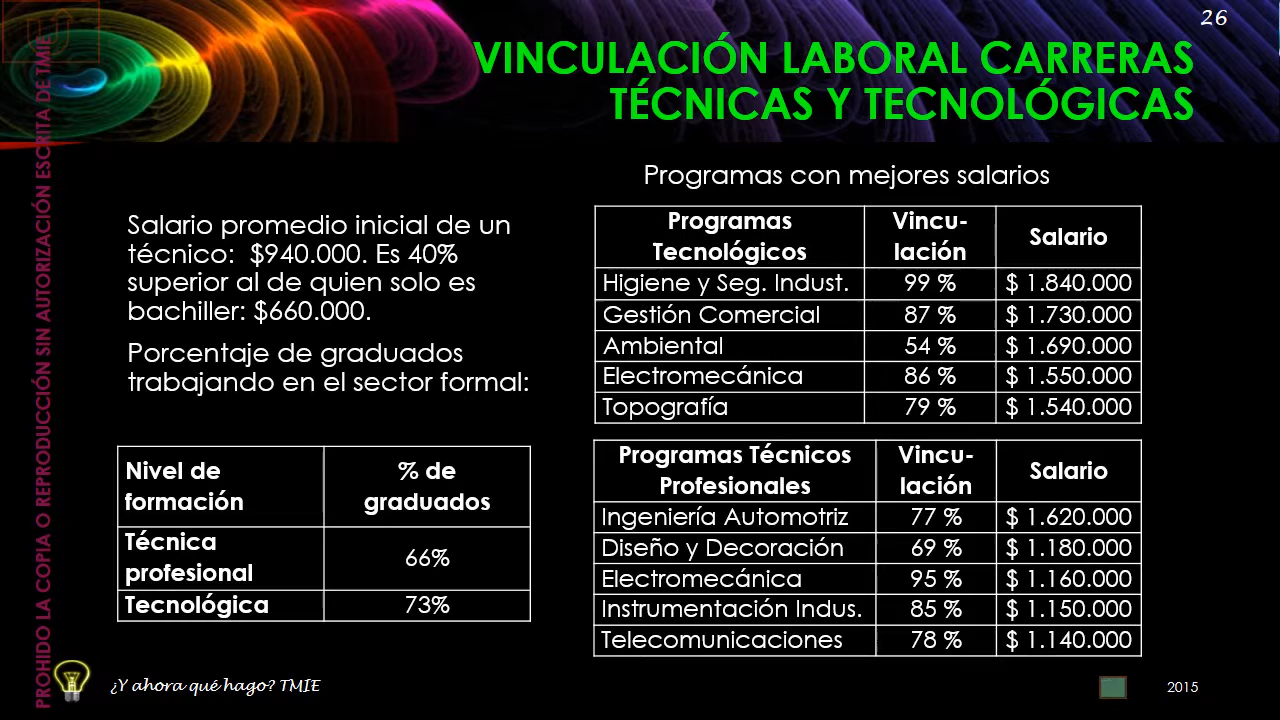 26
VINCULACIÓN LABORAL CARRERAS
TÉCNICAS Y TECNOLÓGICAS
PROHIDO LA COPIA O REPRODUCCIÓN SIN AUTORIZACIÓN ESCRITA DE TMIE
Salario promedio inicial de un
técnico: $940.000. Es 40%
superior al de quien solo es
bachiller: $660.000.
Porcentaje de graduados
trabajando en el sector formal:
Nivel de formación % de graduados
Técnica profesional 66%
Tecnológica 73%
Programas con mejores salarios
Programas Tecnológicos Vincu-lación Salario
Higiene y Seg. Indust. 99 % $ 1.840.000
Gestión Comercial 87 % $ 1.730.000
Ambiental 54 % $ 1.690.000
Electromecánica 86 % $ 1.550.000
Topografía 79 % $ 1.540.000
Programas Técnicos Profesionales Vincu-lación Salario
Ingeniería Automotriz 77 % $ 1.620.000
Diseño y Decoración 69 % $ 1.180.000
Electromecánica 95 % $ 1.160.000
Instrumentación Indus. 85 % $ 1.150.000
Telecomunicaciones 78 % $ 1.140.000
¿Y ahora qué hago? TMIE
2015